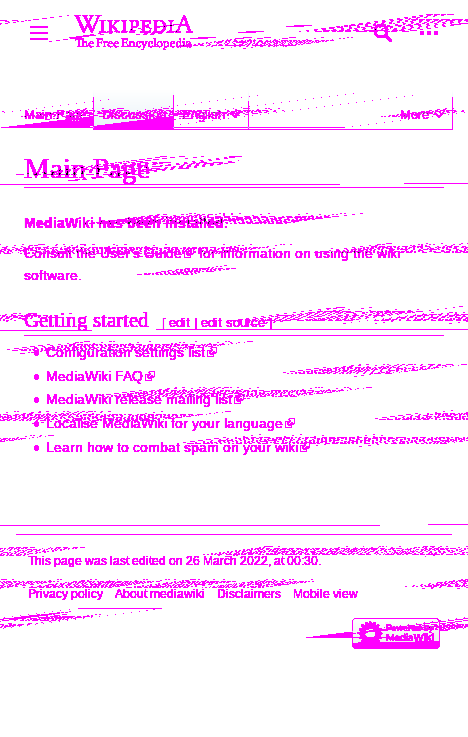 WIKIPEDIA
The Free Encyclopedia
Main Page Discussion English More
Main Page
MediaWiki has been installed.
Consult the User's Guide for information on using the wiki
software.
Getting started [ edit | edit source ]
Configuration settings list
MediaWiki FAQ
MediaWiki release mailing list
Localise MediaWiki for your language
Learn how to combat spam on your wiki
This page was last edited on 26 March 2022, at 00:30.
Privacy policy About mediawiki Disclaimers Mobile view
Powered by
MediaWiki